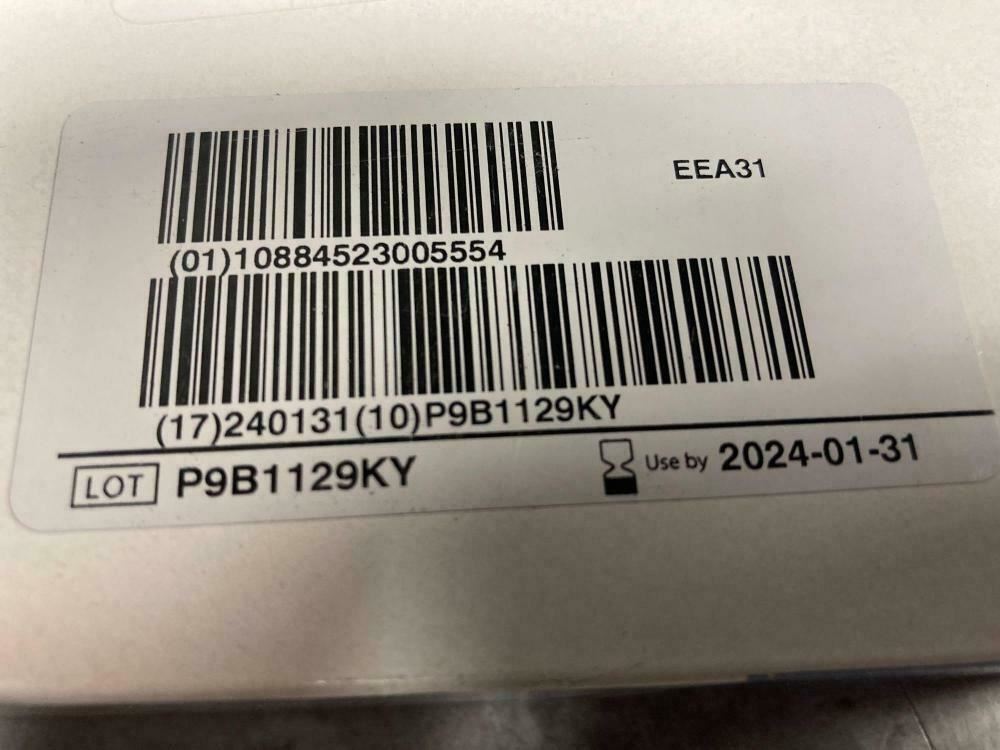 EEA31
(01)10884523005554
(17)240131(10)P9B1129KY
LOT P9B1129KY
Use by 2024-01-31